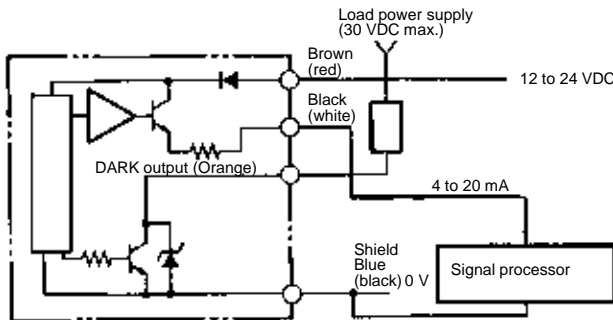 Load power supply
(30 VDC max.)
Brown
(red)
12 to 24 VDC
Black
(white)
DARK output (Orange)
4 to 20 mA
Shield
Blue
(black) 0 V
Signal processor